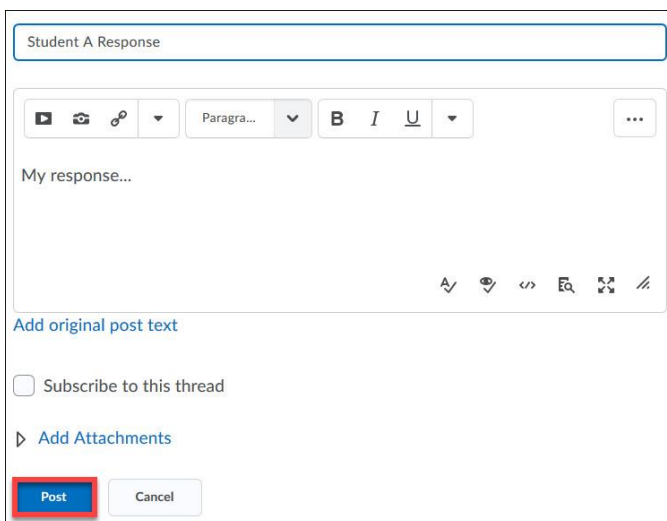 Student A Response
Paragra... B I U ...
My response...
Add original post text
Subscribe to this thread
Add Attachments
Post Cancel